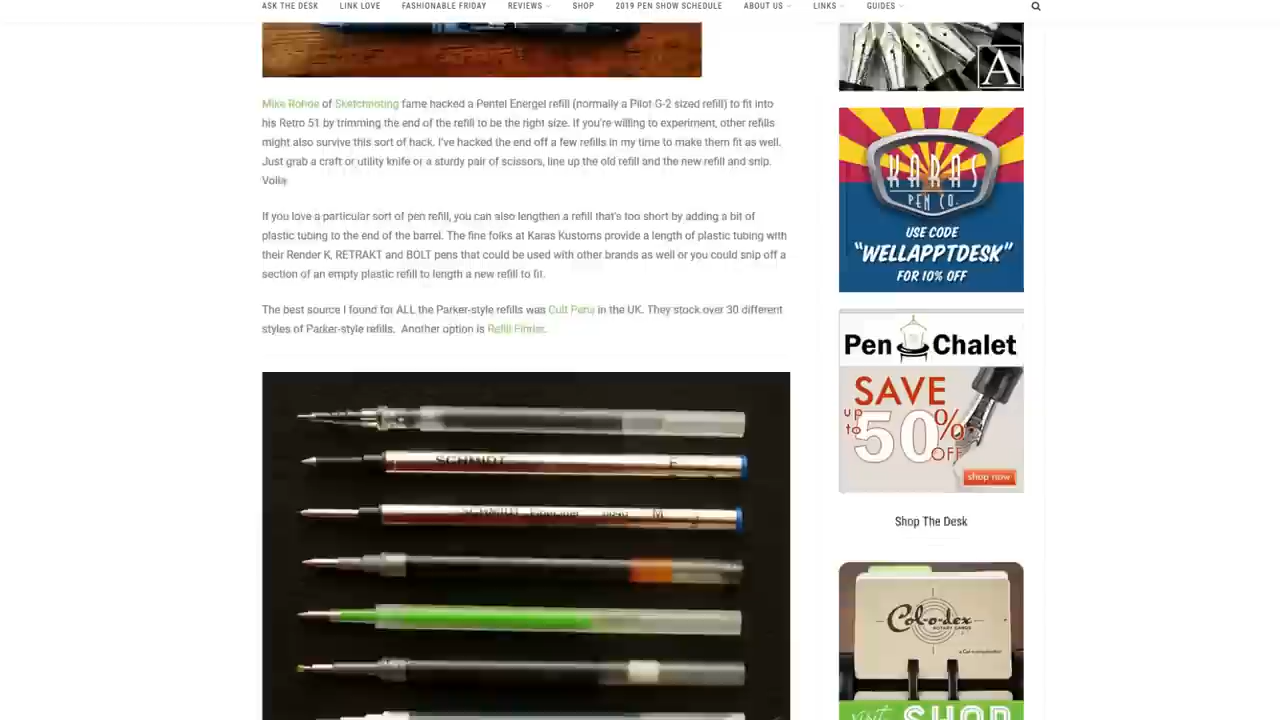 ASK THE DESK LINK LOVE FASHIONABLE FRIDAY REVIEWS SHOP 2019 PEN SHOW SCHEDULE ABOUT US LINKS GUIDES
Mike Rohde of Sketchnoting fame hacked a Pentel Energel refill (normally a Pilot G-2 sized refill) to fit into
his Retro 51 by trimming the end of the refill to be the right size. If you're willing to experiment, other refills
might also survive this sort of hack. I've hacked the end off a few refills in my time to make them fit as well.
Just grab a craft or utility knife or a sturdy pair of scissors, line up the old refill and the new refill and snip.
Voila
If you love a particular sort of pen refill, you can also lengthen a refill that's too short by adding a bit of
plastic tubing to the end of the barrel. The fine folks at Karas Kustoms provide a length of plastic tubing with
their Render K, RETRAKT and BOLT pens that could be used with other brands as well or you could snip off a
section of an empty plastic refill to length a new refill to fit.
The best source I found for ALL the Parker-style refills was Cult Pens in the UK. They stock over 30 different
styles of Parker-style refills. Another option is Refill Finder.
SCHMIDT F
SCHMIDT M
A
KARAS
PEN CO.
USE CODE
"WELLAPPTDESK"
FOR 10% OFF
Pen Chalet
SAVE
up to 50% OFF
shop now
Shop The Desk
Col-o-dex
ROTARY CARDS
VISIT SHOP